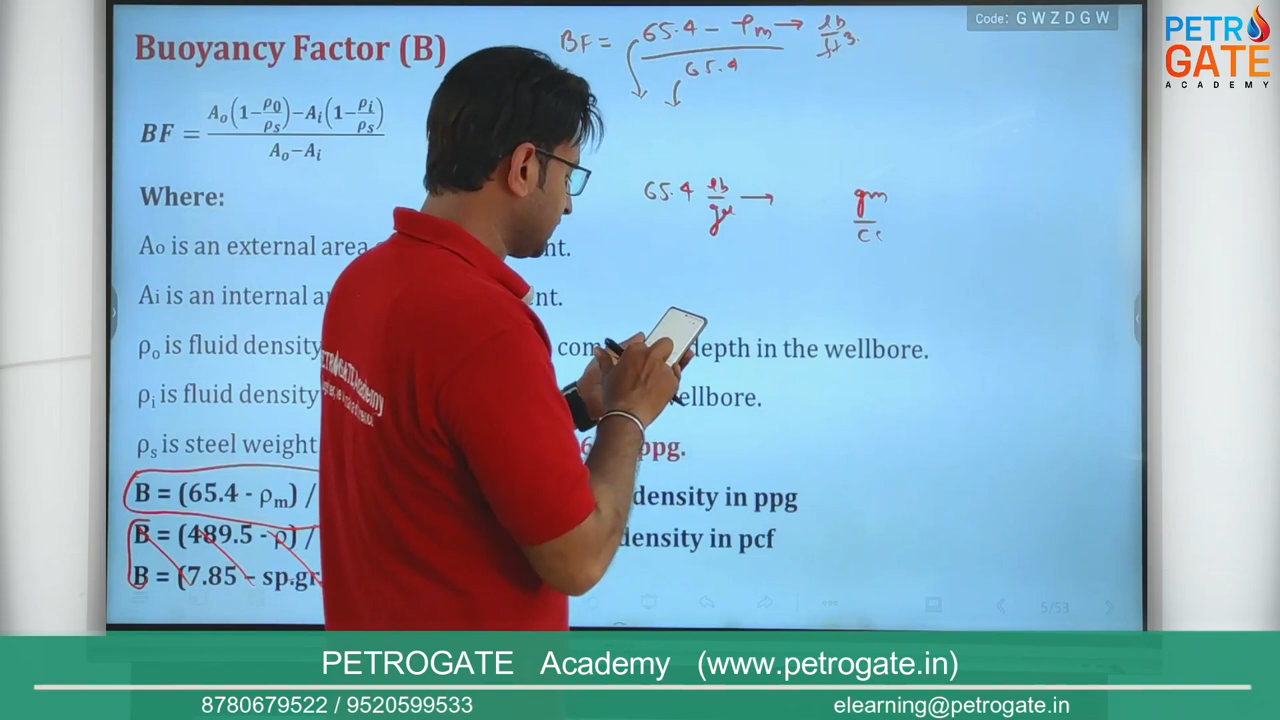 Code: G W Z D G W
PETRO
GATE
ACADEMY
Buoyancy Factor (B)
BF = 65.4 - ρm → lb/ft3.
65.4
BF = Ao(1-ρ0/ρs)-Ai(1-ρi/ρs)
Ao-Ai
65.4 lb/gal → gm/cc
Where:
Ao is an external area nt.
Ai is an internal nt.
ρo is fluid density depth in the wellbore.
ρi is fluid density ellbore.
ρs is steel weight ppg.
B = (65.4 - ρm) / density in ppg
B = (489.5 - ρ) / density in pcf
B = (7.85 - sp.gr
5/53
PETROGATE Academy
PETROGATE Academy (www.petrogate.in)
8780679522 / 9520599533 elearning@petrogate.in